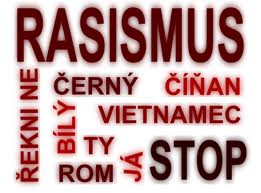 RASISMUS
ŘEKNI NE
ČERNÝ
ČÍŇAN
BÍLÝ
VIETNAMEC
TY
JÁ
STOP
ROM